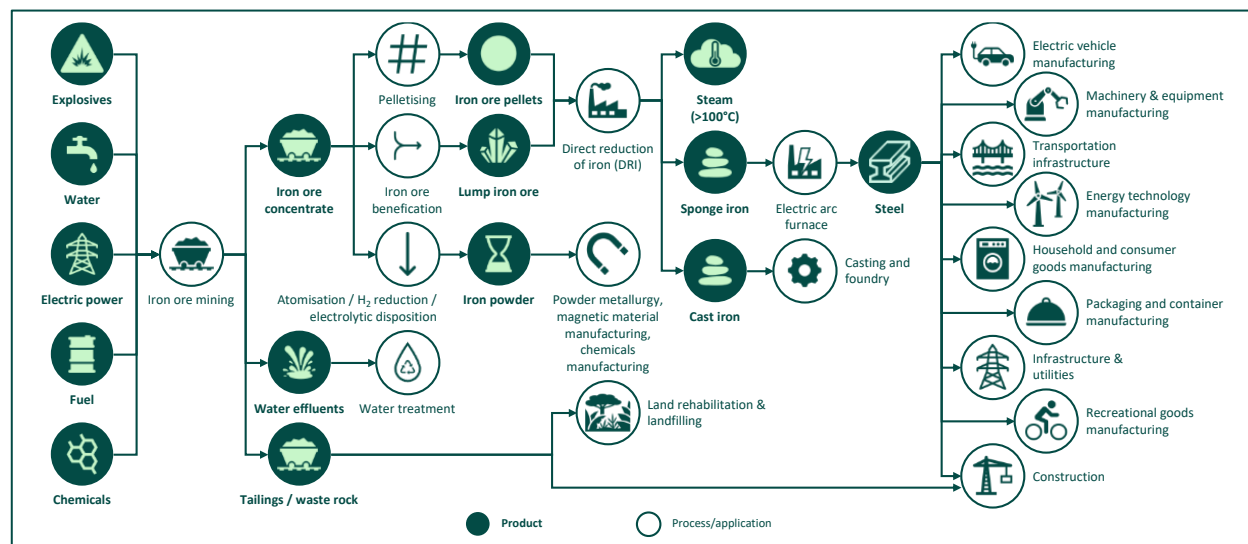 Explosives
Water
Electric power
Fuel
Chemicals
Iron ore mining
Iron ore
concentrate
Water effluents
Tailings / waste rock
Pelletising
Iron ore
benefication
Atomisation / H₂ reduction /
electrolytic disposition
Water treatment
Iron ore pellets
Lump iron ore
Iron powder
Direct reduction
of iron (DRI)
Powder metallurgy,
magnetic material
manufacturing,
chemicals
manufacturing
Land rehabilitation &
landfilling
Steam
(>100°C)
Sponge iron
Cast iron
Electric arc
furnace
Casting and
foundry
Steel
Electric vehicle
manufacturing
Machinery & equipment
manufacturing
Transportation
infrastructure
Energy technology
manufacturing
Household and consumer
goods manufacturing
Packaging and container
manufacturing
Infrastructure &
utilities
Recreational goods
manufacturing
Construction
Product
Process/application